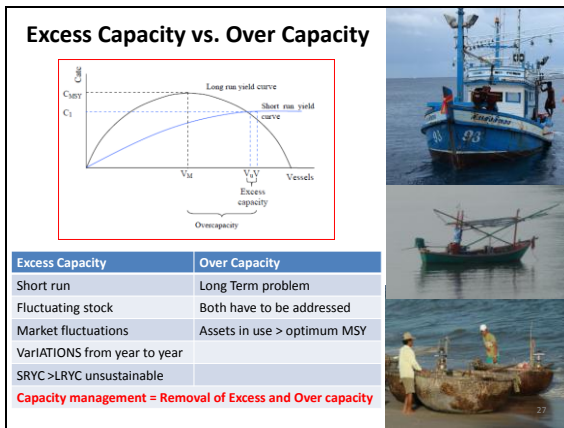 Excess Capacity vs. Over Capacity
Catc
Long run yield curve
C MSY
Short run yield
curve
C1
VM
V0 V
Vessels
Excess
capacity
Overcapacity
Excess Capacity
Over Capacity
Short run
Long Term problem
Fluctuating stock
Both have to be addressed
Market fluctuations
Assets in use > optimum MSY
VarIATIONS from year to year
SRYC >LRYC unsustainable
Capacity management = Removal of Excess and Over capacity
93
93
27